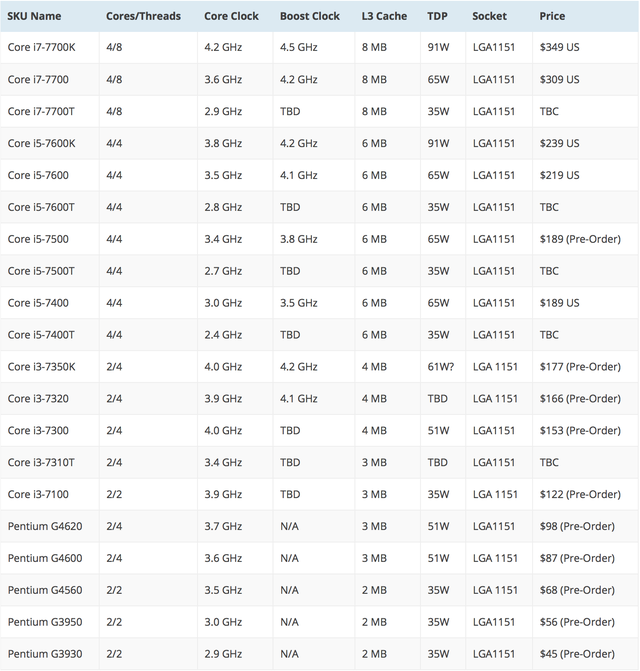 SKU Name Cores/Threads Core Clock Boost Clock L3 Cache TDP Socket Price
Core i7-7700K 4/8 4.2 GHz 4.5 GHz 8 MB 91W LGA1151 $349 US
Core i7-7700 4/8 3.6 GHz 4.2 GHz 8 MB 65W LGA1151 $309 US
Core i7-7700T 4/8 2.9 GHz TBD 8 MB 35W LGA1151 TBC
Core i5-7600K 4/4 3.8 GHz 4.2 GHz 6 MB 91W LGA1151 $239 US
Core i5-7600 4/4 3.5 GHz 4.1 GHz 6 MB 65W LGA1151 $219 US
Core i5-7600T 4/4 2.8 GHz TBD 6 MB 35W LGA1151 TBC
Core i5-7500 4/4 3.4 GHz 3.8 GHz 6 MB 65W LGA1151 $189 (Pre-Order)
Core i5-7500T 4/4 2.7 GHz TBD 6 MB 35W LGA1151 TBC
Core i5-7400 4/4 3.0 GHz 3.5 GHz 6 MB 65W LGA1151 $189 US
Core i5-7400T 4/4 2.4 GHz TBD 6 MB 35W LGA1151 TBC
Core i3-7350K 2/4 4.0 GHz 4.2 GHz 4 MB 61W? LGA 1151 $177 (Pre-Order)
Core i3-7320 2/4 3.9 GHz 4.1 GHz 4 MB TBD LGA 1151 $166 (Pre-Order)
Core i3-7300 2/4 4.0 GHz TBD 4 MB 51W LGA1151 $153 (Pre-Order)
Core i3-7310T 2/4 3.4 GHz TBD 3 MB TBD LGA1151 TBC
Core i3-7100 2/2 3.9 GHz TBD 3 MB 35W LGA 1151 $122 (Pre-Order)
Pentium G4620 2/4 3.7 GHz N/A 3 MB 51W LGA1151 $98 (Pre-Order)
Pentium G4600 2/4 3.6 GHz N/A 3 MB 51W LGA 1151 $87 (Pre-Order)
Pentium G4560 2/2 3.5 GHz N/A 2 MB 35W LGA 1151 $68 (Pre-Order)
Pentium G3950 2/2 3.0 GHz N/A 2 MB 35W LGA1151 $56 (Pre-Order)
Pentium G3930 2/2 2.9 GHz N/A 2 MB 35W LGA1151 $45 (Pre-Order)